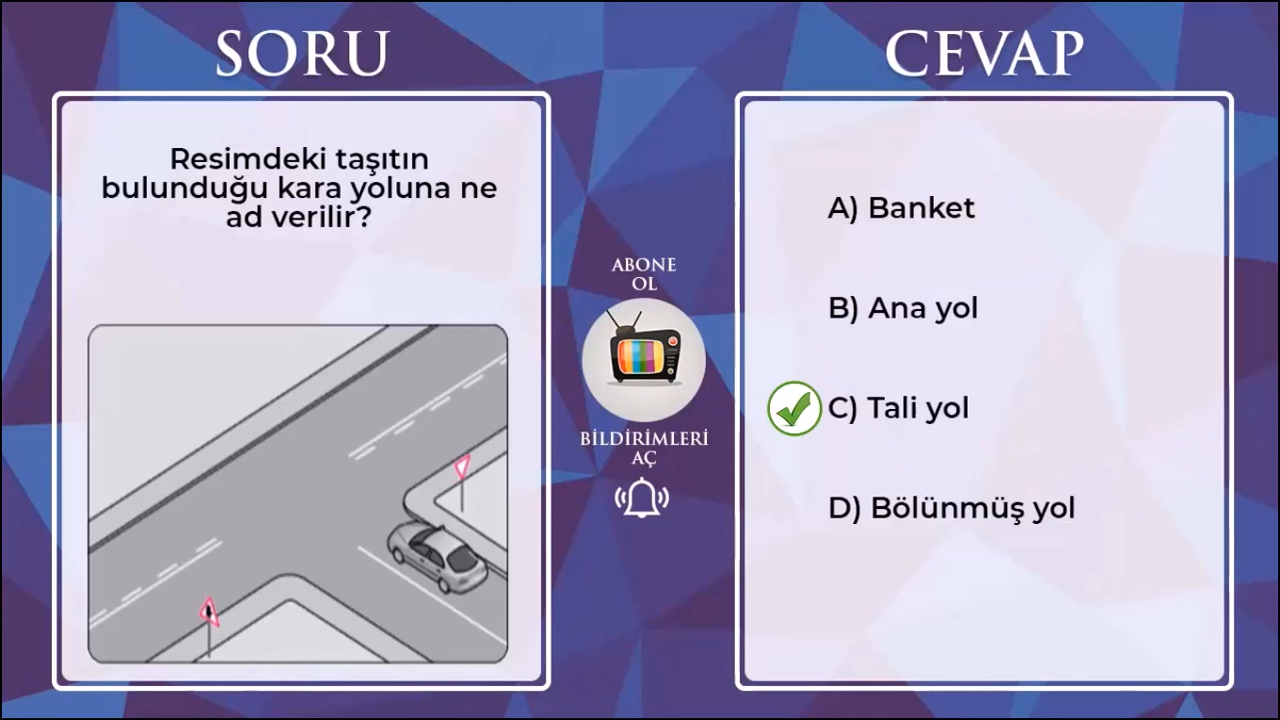 SORU
Resimdeki taşıtın
bulunduğu kara yoluna ne
ad verilir?
ABONE
OL
BİLDİRİMLERİ
AÇ
CEVAP
A) Banket
B) Ana yol
C) Tali yol
D) Bölünmüş yol